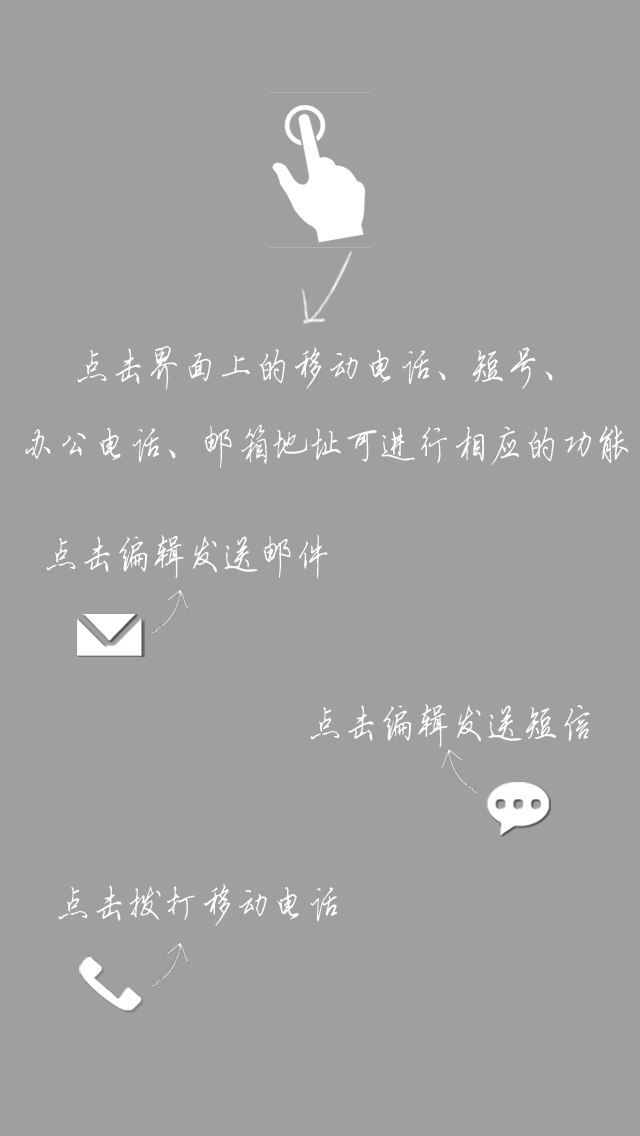 点击界面上的移动电话、短号、
办公电话、邮箱地址可进行相应的功能
点击编辑发送邮件
点击编辑发送短信
点击拨打移动电话